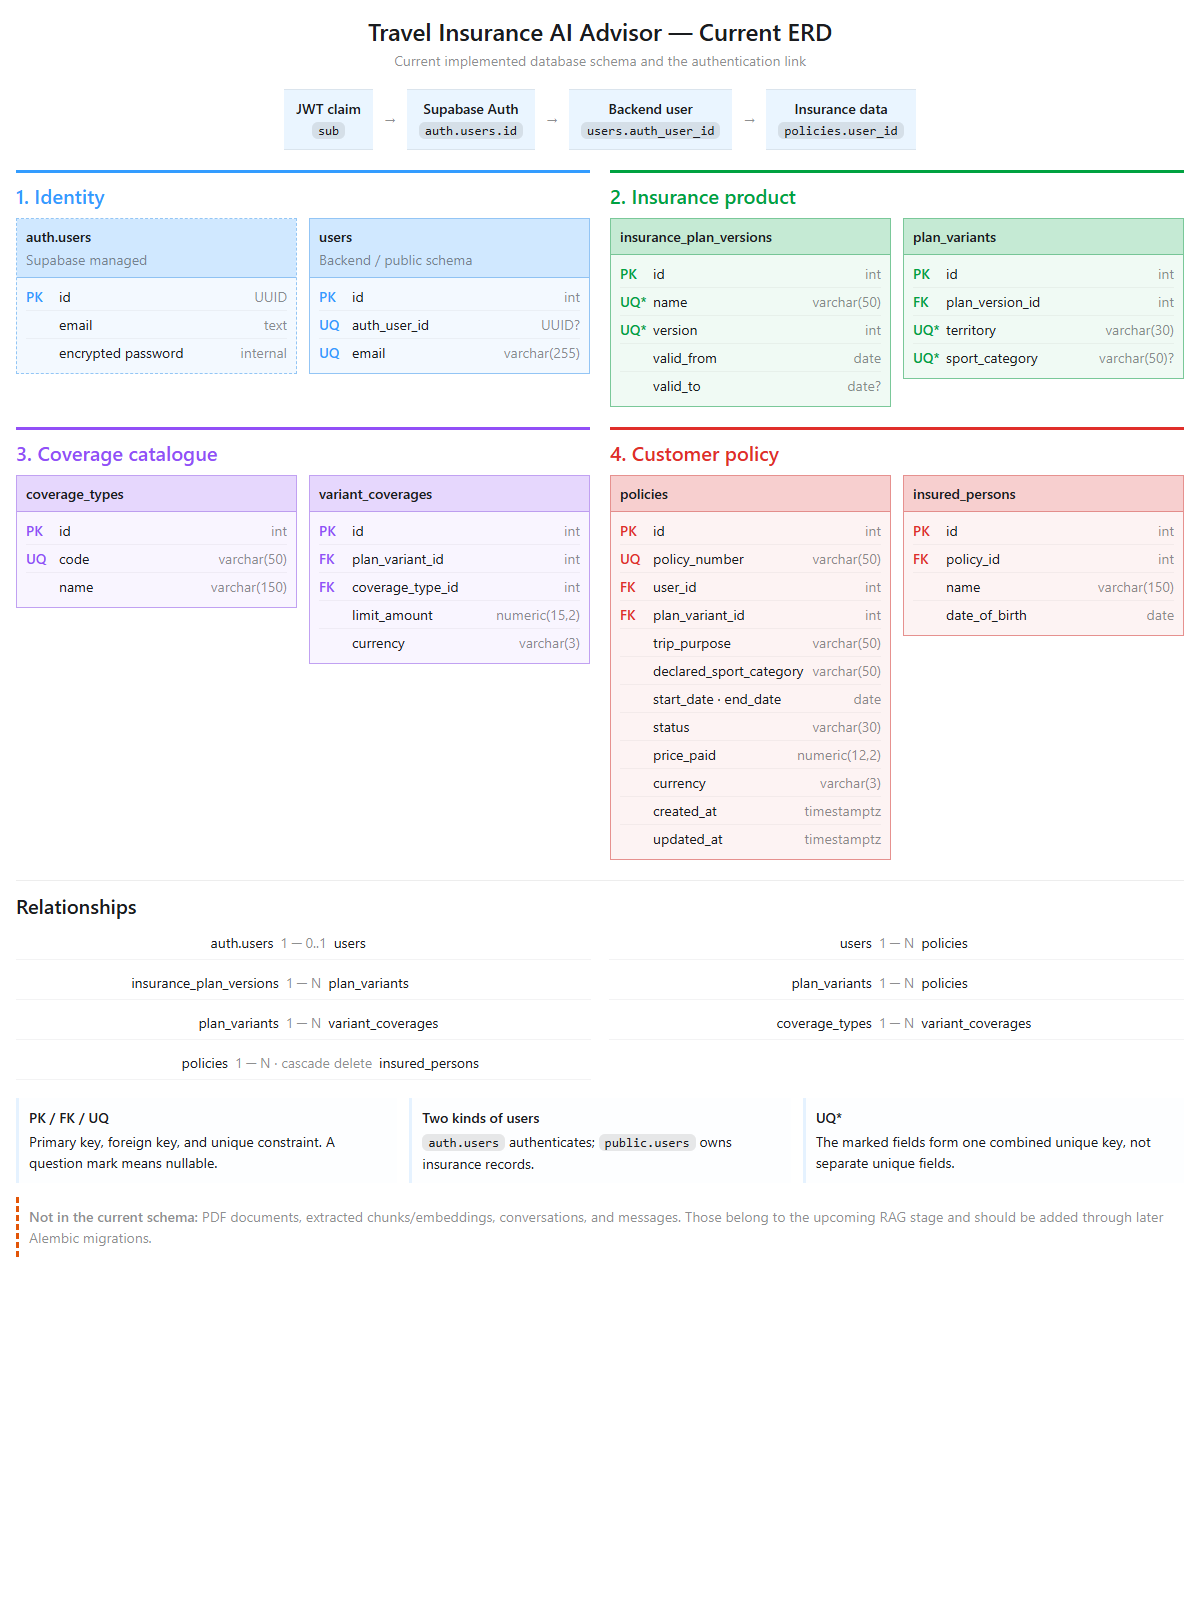 Travel Insurance AI Advisor — Current ERD
Current implemented database schema and the authentication link
JWT claim
sub
→
Supabase Auth
auth.users.id
→
Backend user
users.auth_user_id
→
Insurance data
policies.user_id
1. Identity
auth.users
Supabase managed
PK id UUID
email text
encrypted password internal
users
Backend / public schema
PK id int
UQ auth_user_id UUID?
UQ email varchar(255)
2. Insurance product
insurance_plan_versions
PK id int
UQ* name varchar(50)
UQ* version int
valid_from date
valid_to date?
plan_variants
PK id int
FK plan_version_id int
UQ* territory varchar(30)
UQ* sport_category varchar(50)?
3. Coverage catalogue
coverage_types
PK id int
UQ code varchar(50)
name varchar(150)
variant_coverages
PK id int
FK plan_variant_id int
FK coverage_type_id int
limit_amount numeric(15,2)
currency varchar(3)
4. Customer policy
policies
PK id int
UQ policy_number varchar(50)
FK user_id int
FK plan_variant_id int
trip_purpose varchar(50)
declared_sport_category varchar(50)
start_date · end_date date
status varchar(30)
price_paid numeric(12,2)
currency varchar(3)
created_at timestamptz
updated_at timestamptz
insured_persons
PK id int
FK policy_id int
name varchar(150)
date_of_birth date
Relationships
auth.users 1 — 0..1 users
users 1 — N policies
insurance_plan_versions 1 — N plan_variants
plan_variants 1 — N policies
plan_variants 1 — N variant_coverages
coverage_types 1 — N variant_coverages
policies 1 — N · cascade delete insured_persons
PK / FK / UQ
Primary key, foreign key, and unique constraint. A
question mark means nullable.
Two kinds of users
auth.users authenticates; public.users owns
insurance records.
UQ*
The marked fields form one combined unique key, not
separate unique fields.
Not in the current schema: PDF documents, extracted chunks/embeddings, conversations, and messages. Those belong to the upcoming RAG stage and should be added through later
Alembic migrations.